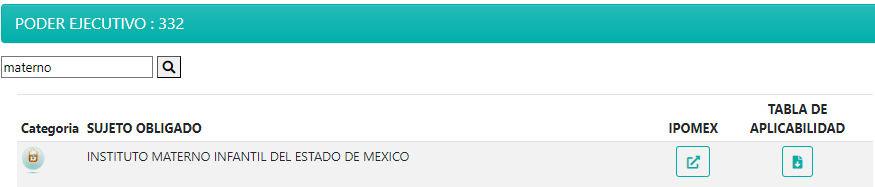 PODER EJECUTIVO : 332
materno
Categoria SUJETO OBLIGADO IPOMEX TABLA DE APLICABILIDAD
INSTITUTO MATERNO INFANTIL DEL ESTADO DE MEXICO